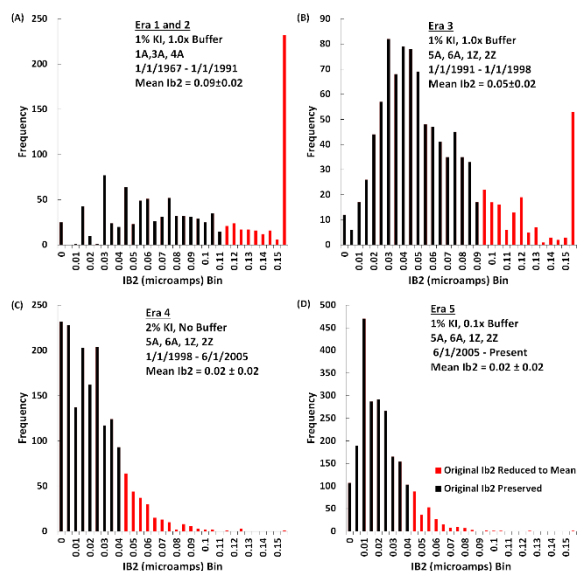 (A)
Era 1 and 2
1% KI, 1.0x Buffer
1A,3A, 4A
1/1/1967 - 1/1/1991
Mean Ib2 = 0.09±0.02
250
200
150
100
50
0
Frequency
0 0.01 0.02 0.03 0.04 0.05 0.06 0.07 0.08 0.09 0.1 0.11 0.12 0.13 0.14 0.15
IB2 (microamps) Bin
(B)
Era 3
1% KI, 1.0x Buffer
5A, 6A, 1Z, 2Z
1/1/1991 - 1/1/1998
Mean Ib2 = 0.05±0.02
90
80
70
60
50
40
30
20
10
0
Frequency
0 0.01 0.02 0.03 0.04 0.05 0.06 0.07 0.08 0.09 0.1 0.11 0.12 0.13 0.14 0.15
IB2 (microamps) Bin
(C)
Era 4
2% KI, No Buffer
5A, 6A, 1Z, 2Z
1/1/1998 - 6/1/2005
Mean Ib2 = 0.02 ± 0.02
250
200
150
100
50
0
Frequency
0 0.01 0.02 0.03 0.04 0.05 0.06 0.07 0.08 0.09 0.1 0.11 0.12 0.13 0.14 0.15
IB2 (microamps) Bin
(D)
Era 5
1% KI, 0.1x Buffer
5A, 6A, 1Z, 2Z
6/1/2005 - Present
Mean Ib2 = 0.02 ± 0.02
500
450
400
350
300
250
200
150
100
50
0
Frequency
Original Ib2 Reduced to Mean
Original Ib2 Preserved
0 0.01 0.02 0.03 0.04 0.05 0.06 0.07 0.08 0.09 0.1 0.11 0.12 0.13 0.14 0.15
IB2 (microamps) Bin